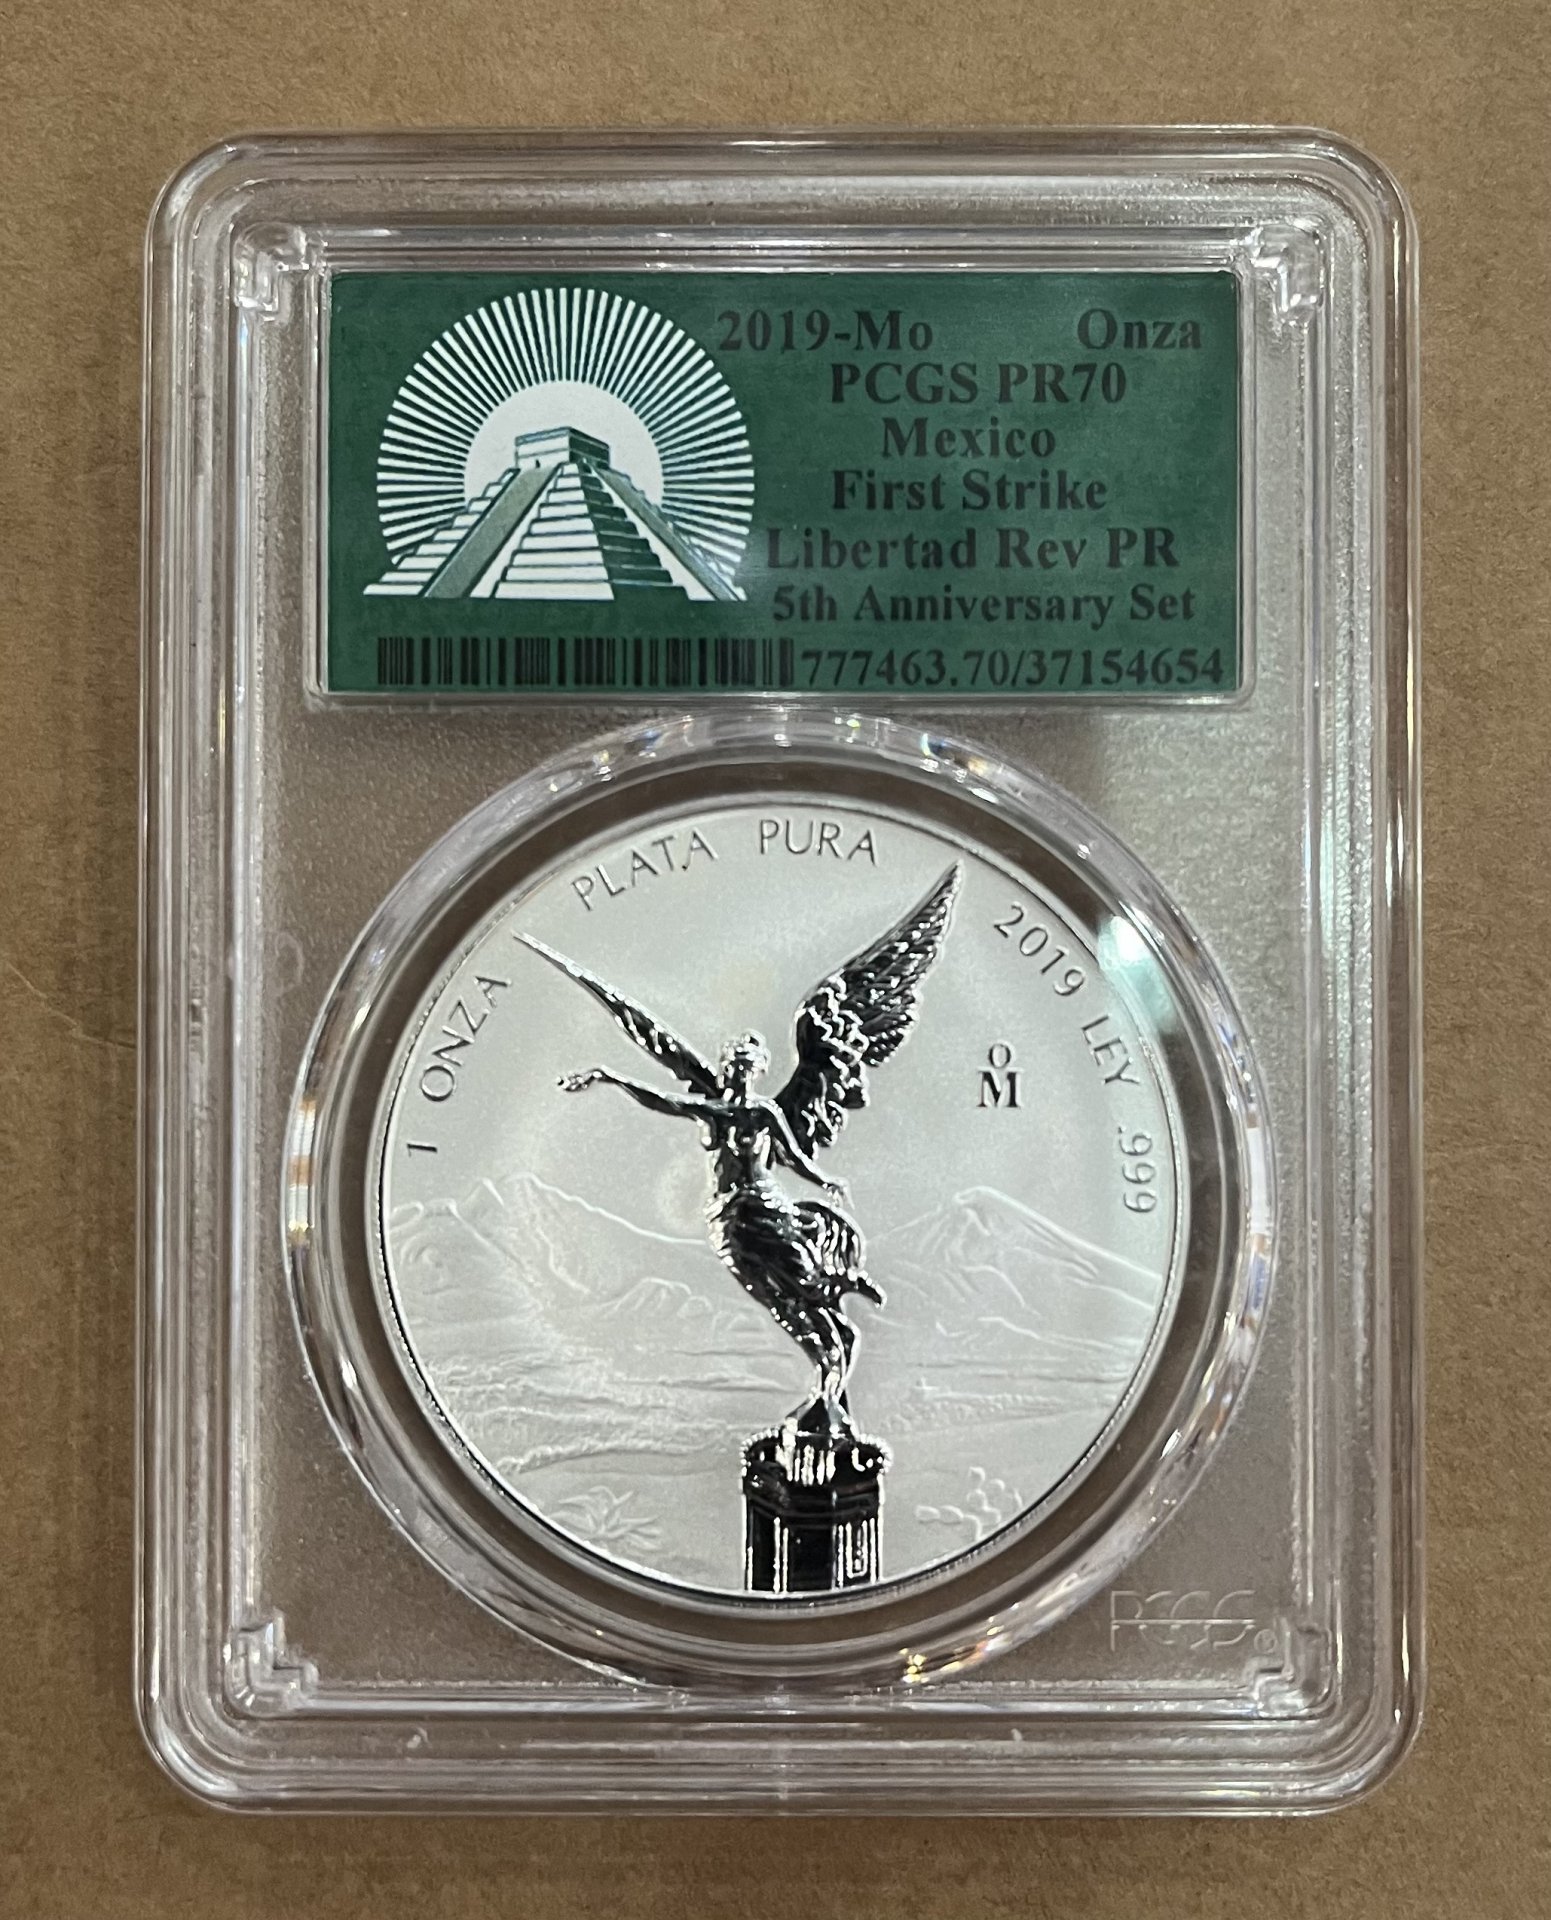 2019-Mo Onza
PCGS PR70
Mexico
First Strike
Libertad Rev PR
5th Anniversary Set
777463.70/37154654
1 ONZA PLATA PURA 2019 LEY .999
o
M
PCGS